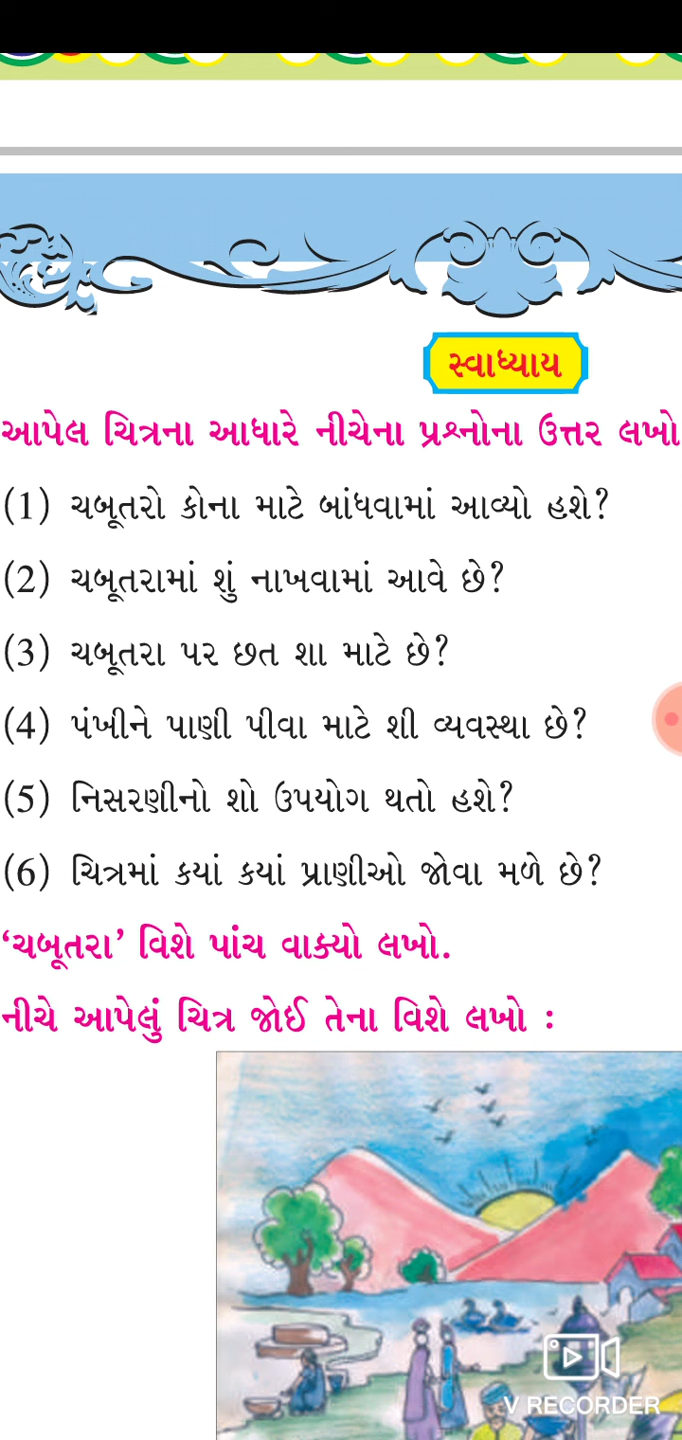 સ્વાધ્યાય
આપેલ ચિત્રના આધારે નીચેના પ્રશ્નોના ઉત્તર લખો
(1) ચબૂતરો કોના માટે બાંધવામાં આવ્યો હશે?
(2) ચબૂતરામાં શું નાખવામાં આવે છે?
(3) ચબૂતરા પર છત શા માટે છે?
(4) પંખીને પાણી પીવા માટે શી વ્યવસ્થા છે?
(5) નિસરણીનો શો ઉપયોગ થતો હશે?
(6) ચિત્રમાં કયાં કયાં પ્રાણીઓ જોવા મળે છે?
‘ચબૂતરા’ વિશે પાંચ વાક્યો લખો.
નીચે આપેલું ચિત્ર જોઈ તેના વિશે લખો :
V RECORDER